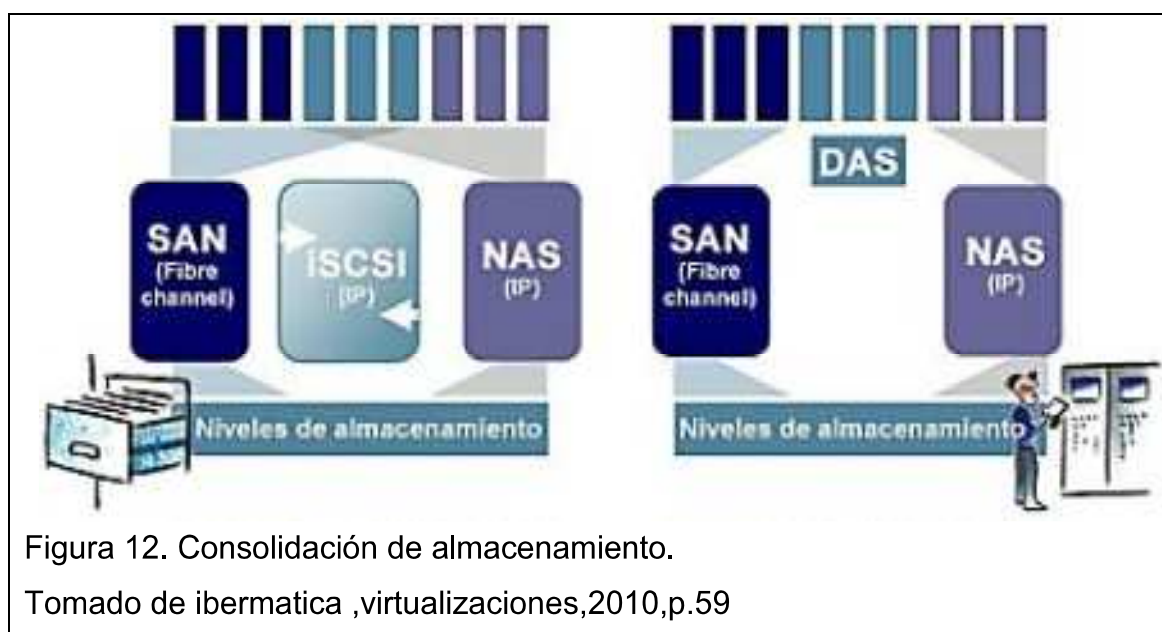 DAS
SAN
(Fibre
channel)
iSCSI
(IP)
NAS
(IP)
SAN
(Fibre
channel)
NAS
(IP)
Niveles de almacenamiento
Niveles de almacenamiento
Figura 12. Consolidación de almacenamiento.
Tomado de ibermatica ,virtualizaciones,2010,p.59